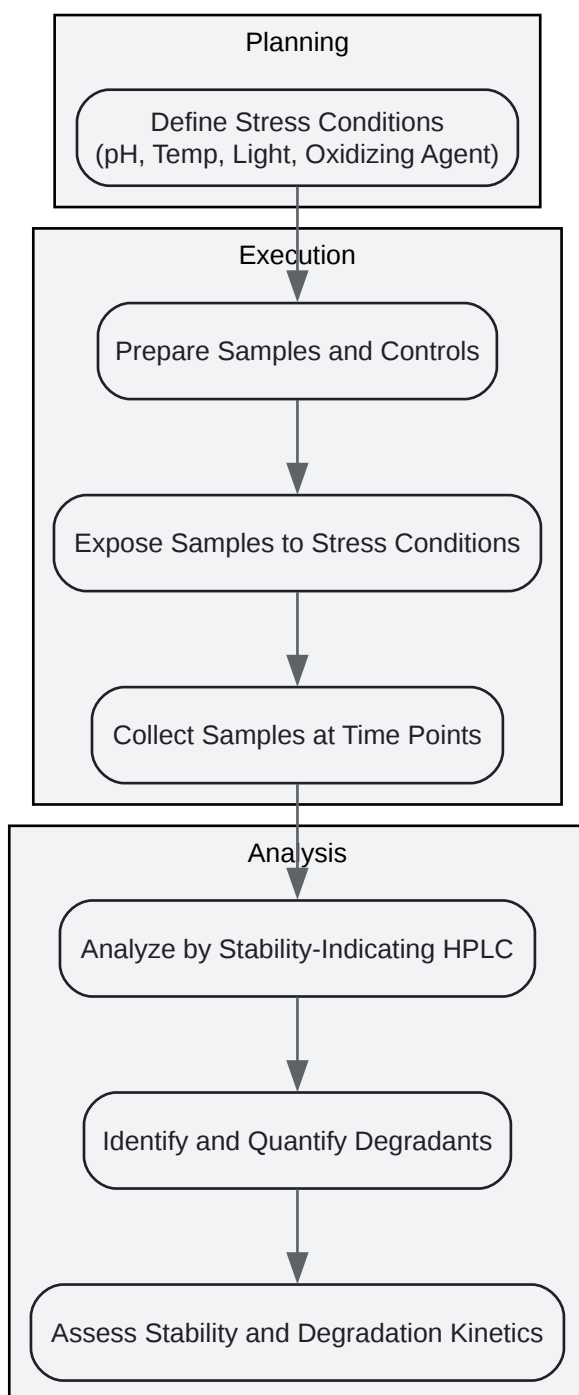 Planning
Define Stress Conditions
(pH, Temp, Light, Oxidizing Agent)
Execution
Prepare Samples and Controls
Expose Samples to Stress Conditions
Collect Samples at Time Points
Analysis
Analyze by Stability-Indicating HPLC
Identify and Quantify Degradants
Assess Stability and Degradation Kinetics